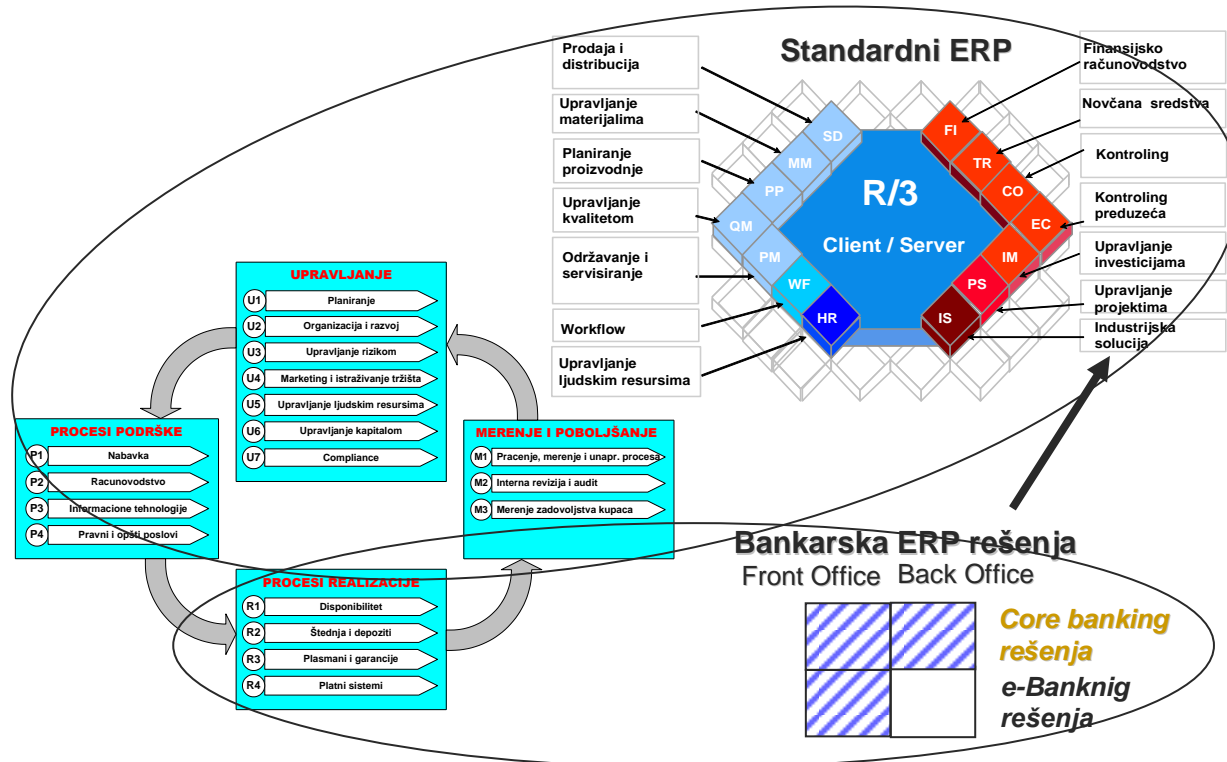 Standardni ERP
Prodaja i
distribucija
Upravljanje
materijalima
Planiranje
proizvodnje
Upravljanje
kvalitetom
Održavanje i
servisiranje
Workflow
Upravljanje
ljudskim resursima
SD
MM
PP
QM
PM
WF
HR
R/3
Client / Server
FI
TR
CO
EC
IM
PS
IS
Finansijsko
računovodstvo
Novčana sredstva
Kontroling
Kontroling
preduzeća
Upravljanje
investicijama
Upravljanje
projektima
Industrijska
solucija
UPRAVLJANJE
U1 Planiranje
U2 Organizacija i razvoj
U3 Upravljanje rizikom
U4 Marketing i istraživanje tržišta
U5 Upravljanje ljudskim resursima
U6 Upravljanje kapitalom
U7 Compliance
PROCESI PODRŠKE
P1 Nabavka
P2 Racunovodstvo
P3 Informacione tehnologije
P4 Pravni i opšti poslovi
MERENJE I POBOLJŠANJE
M1 Pracenje, merenje i unapr. procesa
M2 Interna revizija i audit
M3 Merenje zadovoljstva kupaca
PROCESI REALIZACIJE
R1 Disponibilitet
R2 Štednja i depoziti
R3 Plasmani i garancije
R4 Platni sistemi
Bankarska ERP rešenja
Front Office Back Office
Core banking
rešenja
e-Banknig
rešenja